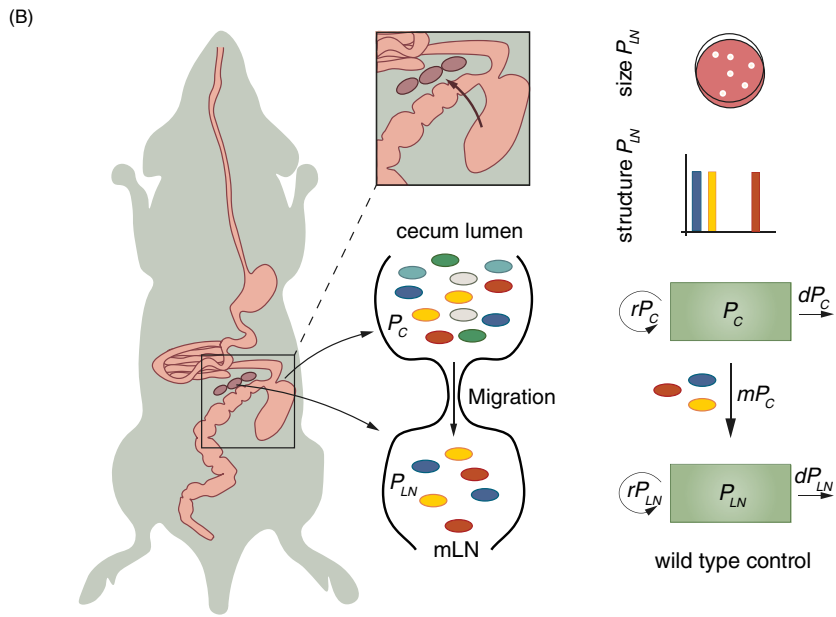 (B)
cecum lumen
P_C
Migration
P_LN
mLN
size P_LN
structure P_LN
rP_C
P_C
dP_C
mP_C
rP_LN
P_LN
dP_LN
wild type control